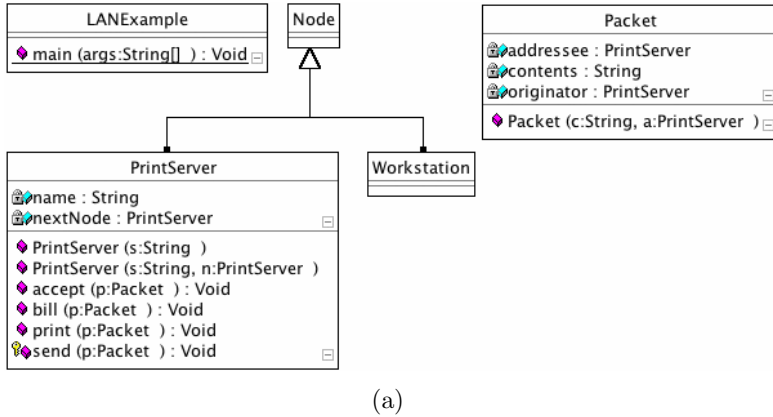 LANExample
main (args:String[] ) : Void
Node
Packet
addressee : PrintServer
contents : String
originator : PrintServer
Packet (c:String, a:PrintServer )
PrintServer
name : String
nextNode : PrintServer
PrintServer (s:String )
PrintServer (s:String, n:PrintServer )
accept (p:Packet ) : Void
bill (p:Packet ) : Void
print (p:Packet ) : Void
send (p:Packet ) : Void
Workstation
(a)